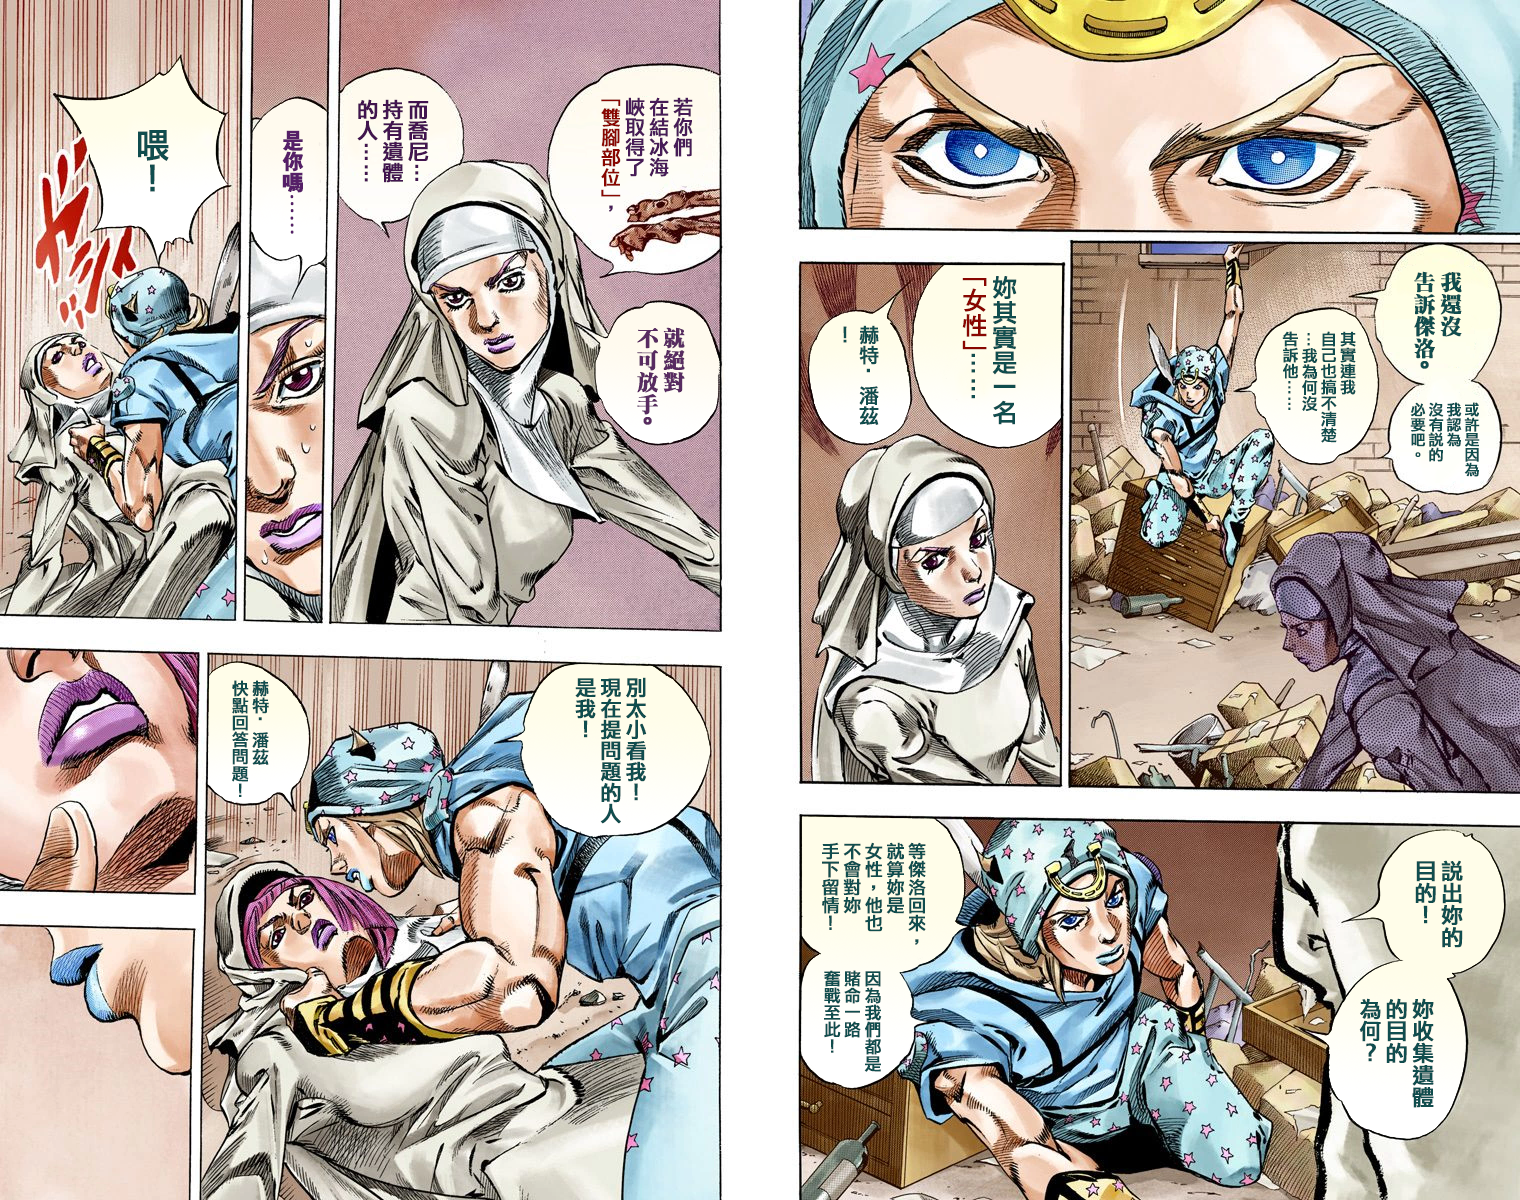 我還沒
告訴傑洛。
或許是因為
我認為
沒有說的
必要吧。
其實連我
自己也搞不清楚
…我為何沒
告訴他……
妳其實是一名
「女性」……
赫特·潘茲
！
說出妳的
目的！
妳收集遺體
的目的
為何？
等傑洛回來，
就算妳是
女性，他也
不會對妳
手下留情！
因為我們都是
賭命一路
奮戰至此！
若你們
在結冰海
峽取得了
「雙腳部位」，
就絕對
不可放手。
而喬尼…
持有遺體
的人……
是你嗎……
喂！
ガシィッ
別太小看我！
現在提問題的人
是我！
赫特·潘茲
快點回答問題！